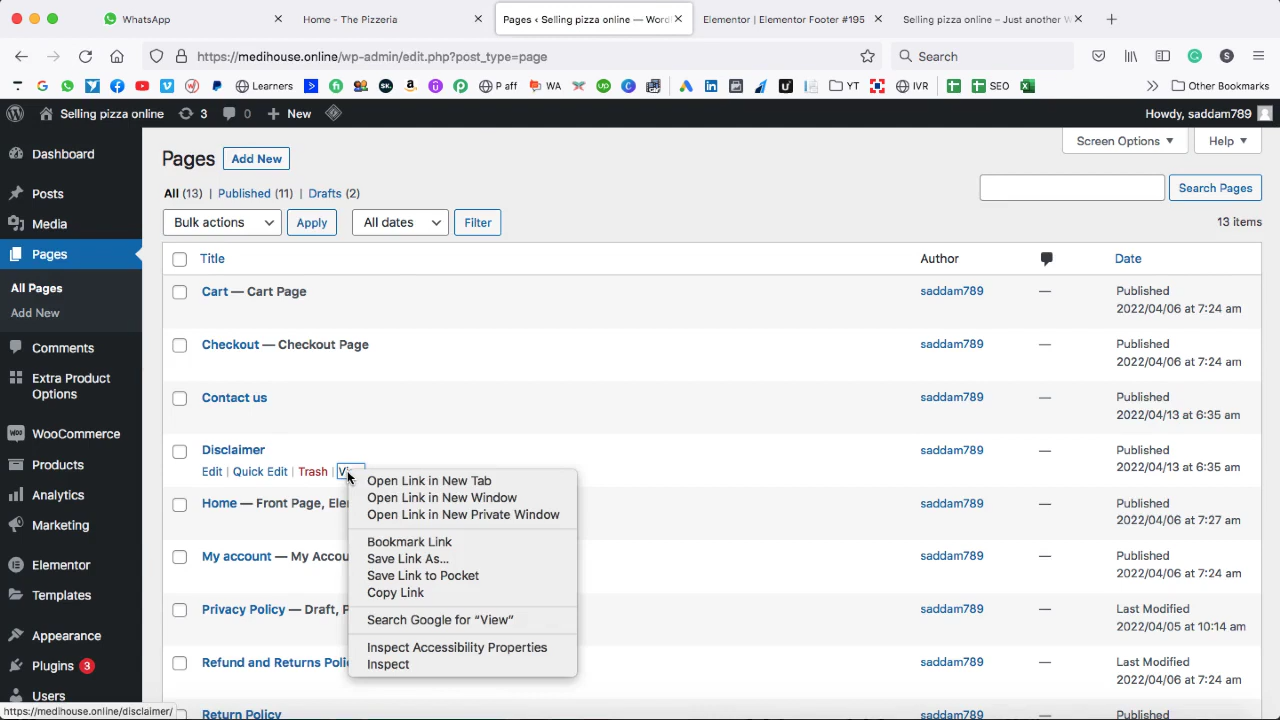 WhatsApp
Home - The Pizzeria
Pages ‹ Selling pizza online — Word
Elementor | Elementor Footer #195
Selling pizza online – Just another W
https://medihouse.online/wp-admin/edit.php?post_type=page
Search
Learners
P aff
WA
YT
IVR
SEO
Other Bookmarks
Selling pizza online
3
0
New
Howdy, saddam789
Dashboard
Posts
Media
Pages
All Pages
Add New
Comments
Extra Product
Options
WooCommerce
Products
Analytics
Marketing
Elementor
Templates
Appearance
Plugins 3
Users
Screen Options
Help
Pages
Add New
All (13) | Published (11) | Drafts (2)
Search Pages
Bulk actions
Apply
All dates
Filter
13 items
Title
Author
Date
Cart — Cart Page
saddam789
—
Published
2022/04/06 at 7:24 am
Checkout — Checkout Page
saddam789
—
Published
2022/04/06 at 7:24 am
Contact us
saddam789
—
Published
2022/04/13 at 6:35 am
Disclaimer
Edit | Quick Edit | Trash |
saddam789
—
Published
2022/04/13 at 6:35 am
Home — Front Page, Ele
saddam789
—
Published
2022/04/06 at 7:27 am
My account — My Accou
saddam789
—
Published
2022/04/06 at 7:24 am
Privacy Policy — Draft, P
saddam789
—
Last Modified
2022/04/05 at 10:14 am
Refund and Returns Poli
saddam789
—
Last Modified
2022/04/06 at 7:24 am
Return Policy
saddam789
—
Published
Open Link in New Tab
Open Link in New Window
Open Link in New Private Window
Bookmark Link
Save Link As...
Save Link to Pocket
Copy Link
Search Google for “View”
Inspect Accessibility Properties
Inspect
https://medihouse.online/disclaimer/